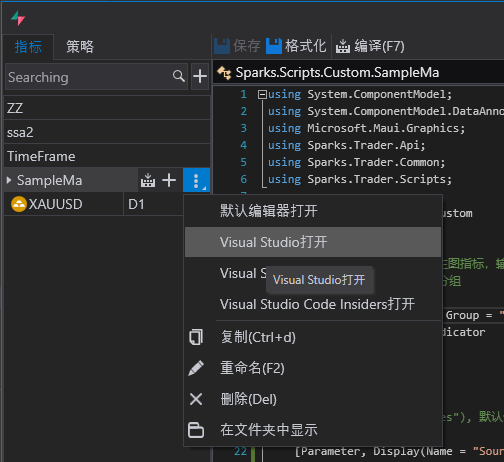 指标
策略
保存
格式化
编译(F7)
Searching
Sparks.Scripts.Custom.SampleMa
ZZ
ssa2
TimeFrame
SampleMa
XAUUSD
D1
1
using System.ComponentModel;
2
using System.ComponentModel.DataAnno
3
using Microsoft.Maui.Graphics;
4
using Sparks.Trader.Api;
5
using Sparks.Trader.Common;
6
using Sparks.Trader.Scripts;
ustom
主图指标，输
分组
Group = "
dicator
es"), 默认
22
[Parameter, Display(Name = "Sour
默认编辑器打开
Visual Studio打开
Visual S
Visual Studio打开
Visual Studio Code Insiders打开
复制(Ctrl+d)
重命名(F2)
删除(Del)
在文件夹中显示